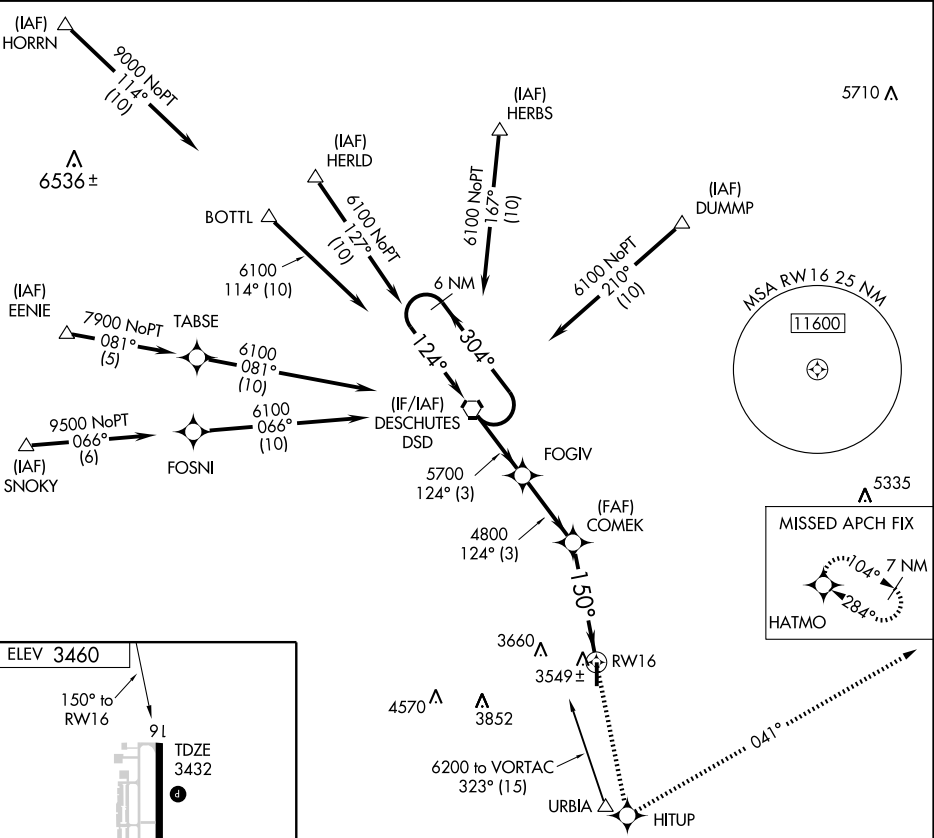 (IAF)
HORRN
9000 NoPT
114°
(10)
6536 ±
(IAF)
HERLD
6100 NoPT
127°
(10)
(IAF)
HERBS
6100 NoPT
167°
(10)
5710
(IAF)
DUMMP
6100 NoPT
210°
(10)
BOTTL
6100
114° (10)
6 NM
304°
124°
MSA RW16 25 NM
11600
(IAF)
EENIE
7900 NoPT
081°
(5)
TABSE
6100
081°
(10)
(IF/IAF)
DESCHUTES
DSD
9500 NoPT
066°
(6)
(IAF)
SNOKY
FOSNI
6100
066°
(10)
5700
124° (3)
FOGIV
4800
124° (3)
(FAF)
COMEK
150°
5335
MISSED APCH FIX
104°
7 NM
284°
HATMO
3660
3549 ±
RW16
4570
3852
6200 to VORTAC
323° (15)
URBIA
HITUP
041°
ELEV 3460
150° to
RW16
16
TDZE
3432
P